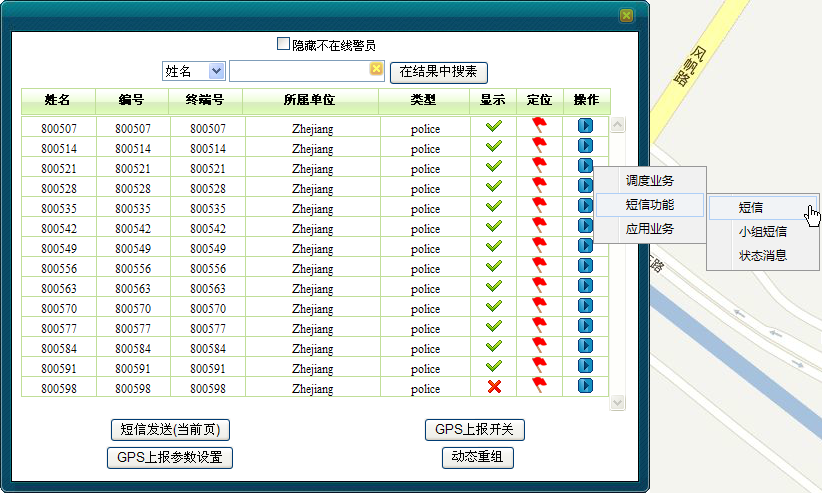 隐藏不在线警员
姓名 在结果中搜素
姓名 编号 终端号 所属单位 类型 显示 定位 操作
800507 800507 800507 Zhejiang police
800514 800514 800514 Zhejiang police
800521 800521 800521 Zhejiang police
800528 800528 800528 Zhejiang police
800535 800535 800535 Zhejiang police
800542 800542 800542 Zhejiang police
800549 800549 800549 Zhejiang police
800556 800556 800556 Zhejiang police
800563 800563 800563 Zhejiang police
800570 800570 800570 Zhejiang police
800577 800577 800577 Zhejiang police
800584 800584 800584 Zhejiang police
800591 800591 800591 Zhejiang police
800598 800598 800598 Zhejiang police
短信发送(当前页) GPS上报开关
GPS上报参数设置 动态重组
调度业务
短信功能
应用业务
短信
小组短信
状态消息
风帆路
路